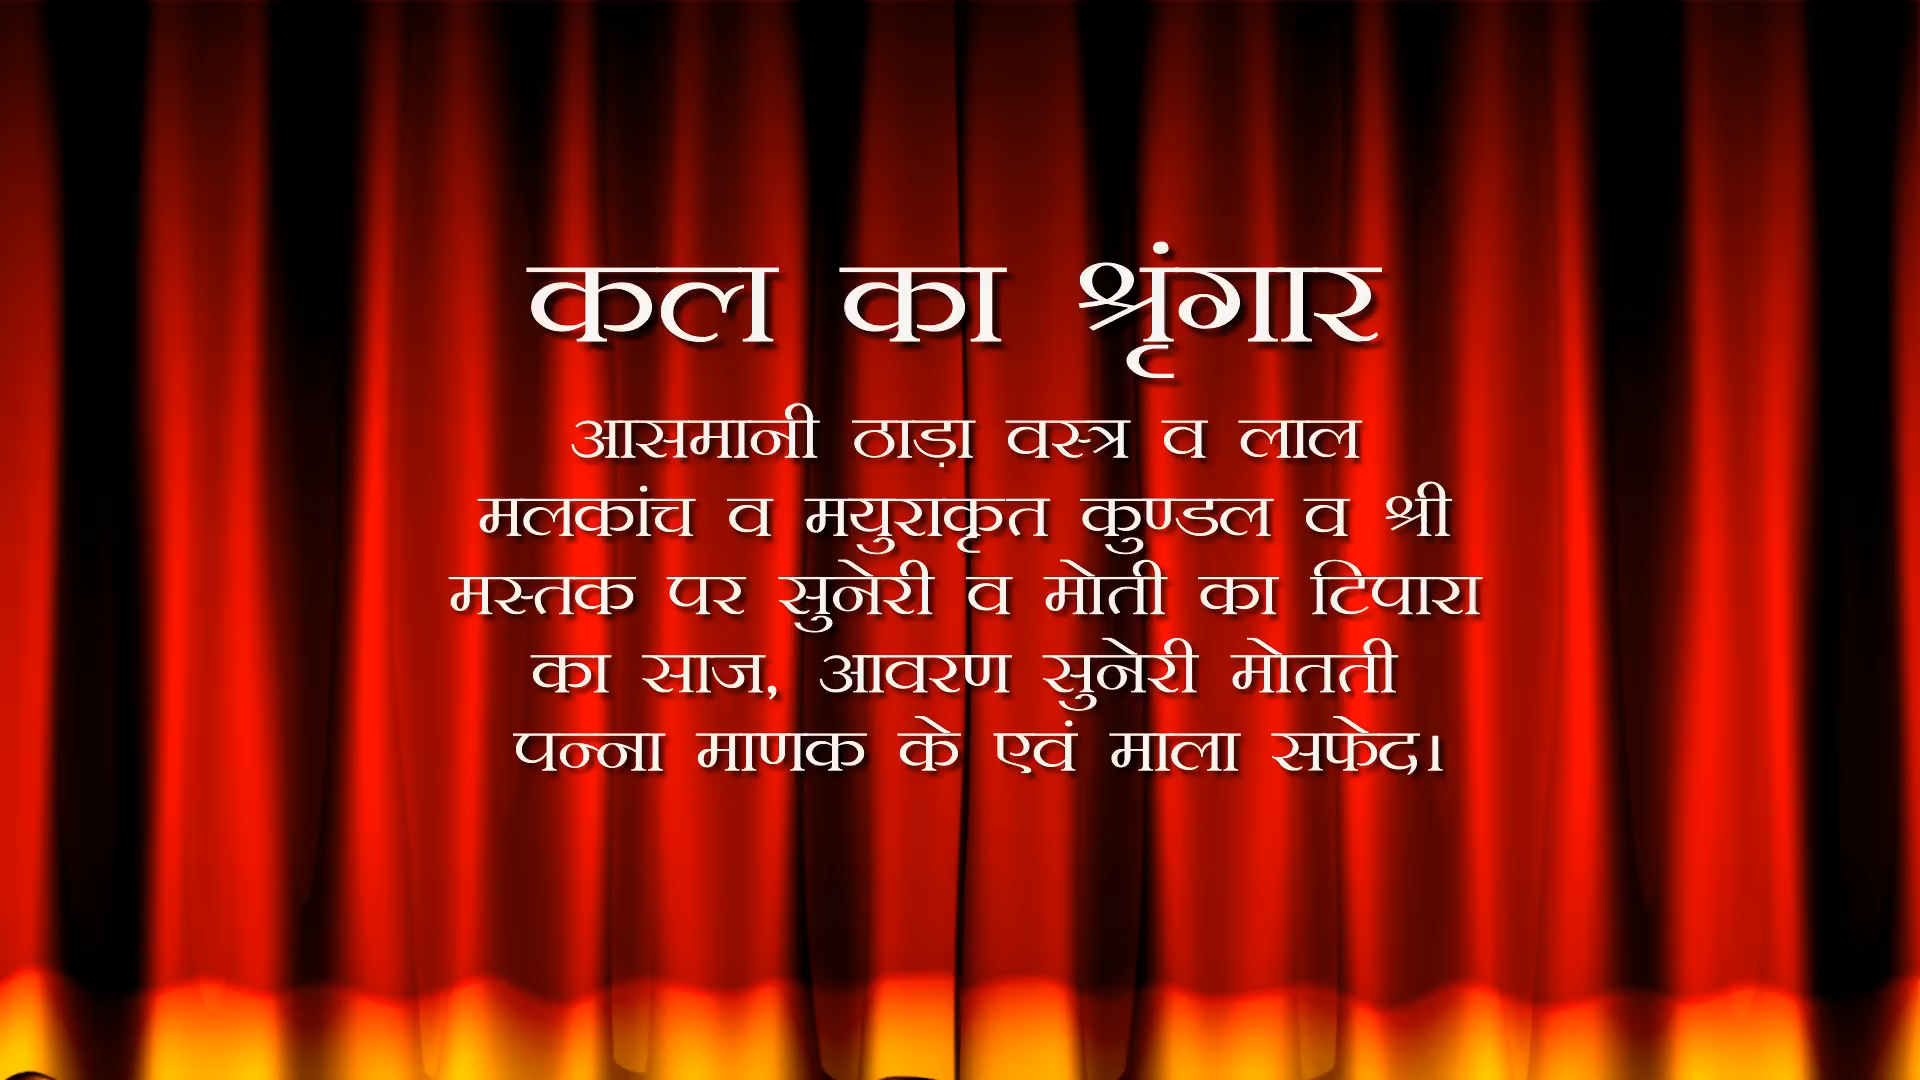 कल का श्रृंगार
आसमानी ठाड़ा वस्त्र व लाल
मलकांच व मयुराकृत कुण्डल व श्री
मस्तक पर सुनेरी व मोती का टिपारा
का साज, आवरण सुनेरी मोतती
पन्ना माणक के एवं माला सफेद।